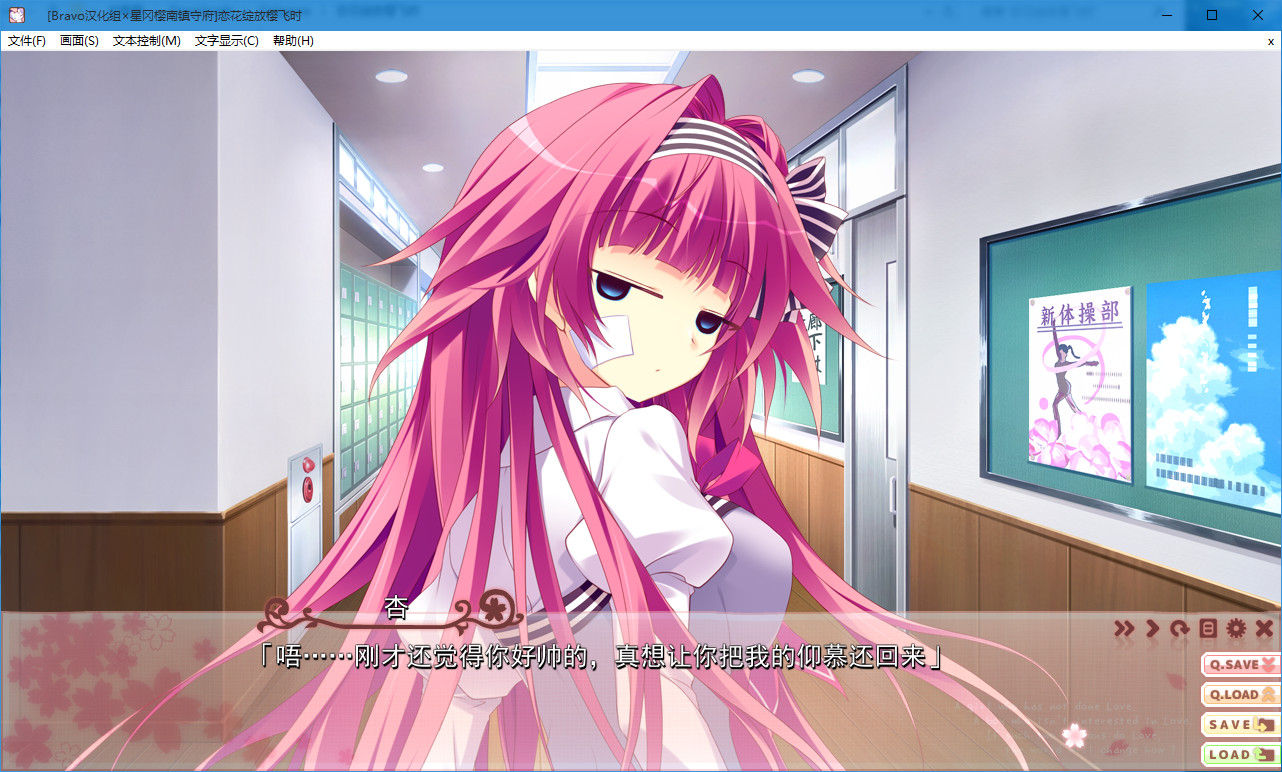 [Bravo汉化组×星冈樱南镇守府]恋花绽放樱飞时
文件(F) 画面(S) 文本控制(M) 文字显示(C) 帮助(H) x
新体操部
杏
「唔……刚才还觉得你好帅的，真想让你把我的仰慕还回来」
Q.SAVE
Q.LOAD
SAVE
LOAD